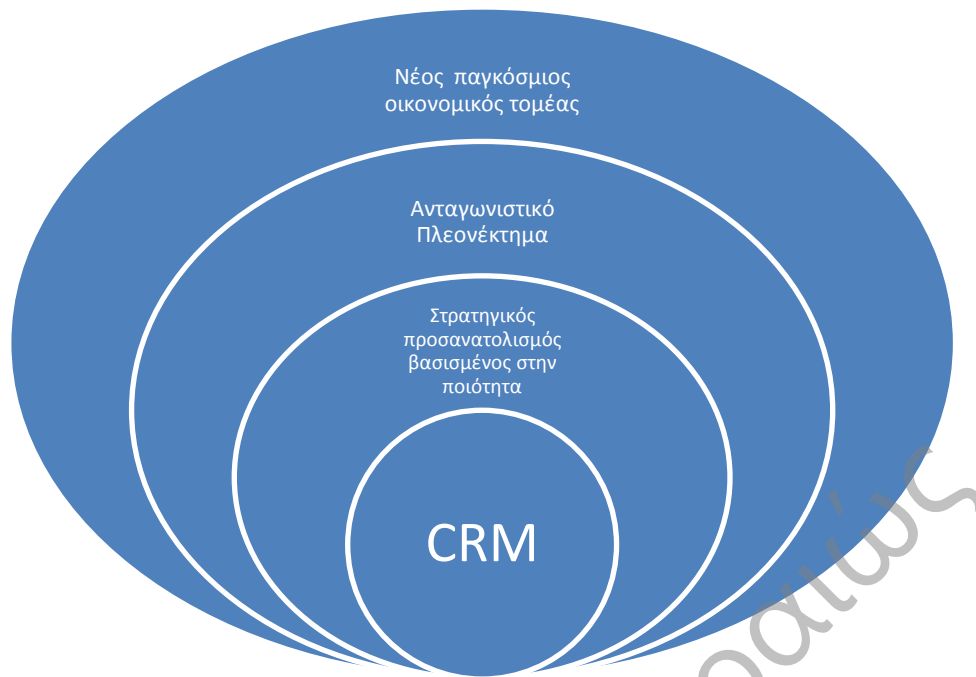 Νέος παγκόσμιος
οικονομικός τομέας
Ανταγωνιστικό
Πλεονέκτημα
Στρατηγικός
προσανατολισμός
βασισμένος στην
ποιότητα
CRM